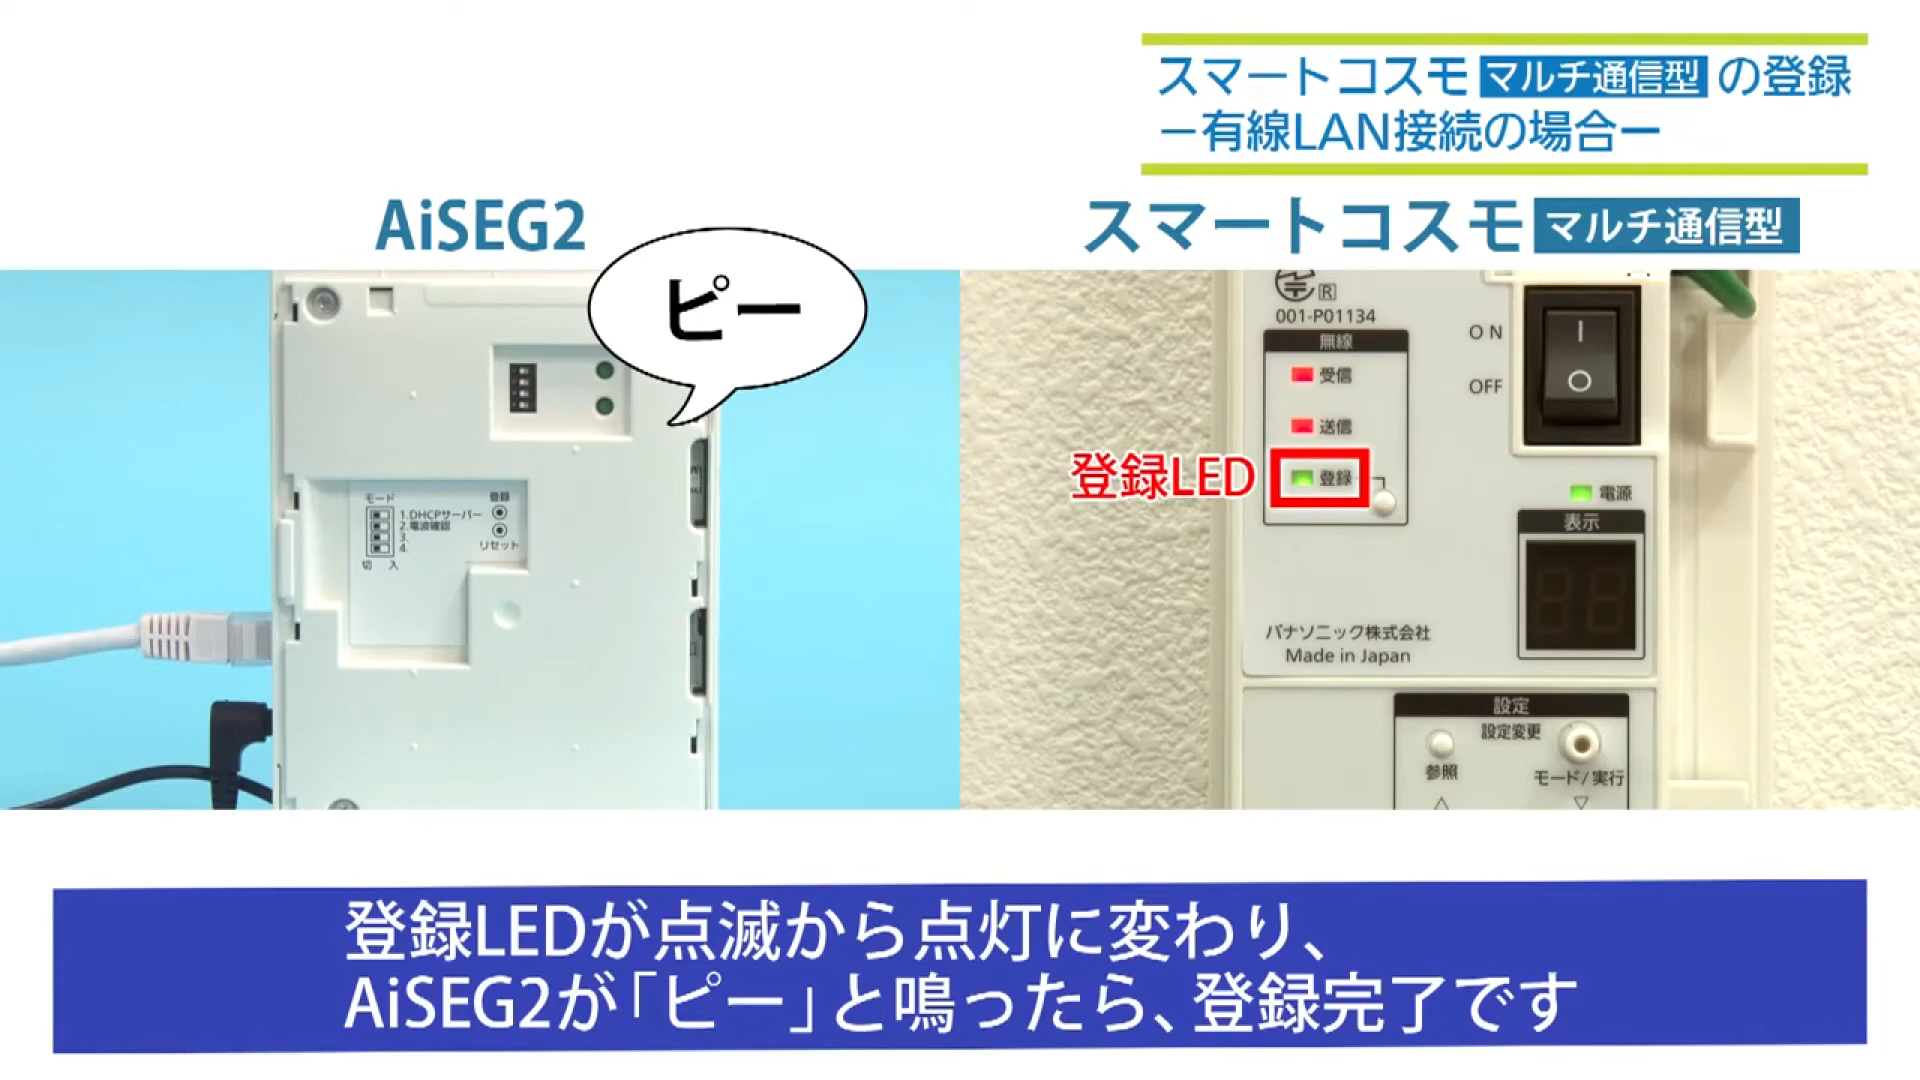 スマートコスモ マルチ通信型 の登録
－有線LAN接続の場合－
AiSEG2
スマートコスモ マルチ通信型
ピー
モード
1.DHCPサーバー
2.電波確認
3.
4.
切 入
登録
リセット
R
001-P01134
無線
受信
送信
登録
登録LED
ON
OFF
電源
表示
パナソニック株式会社
Made in Japan
設定
設定変更
参照
モード/実行
登録LEDが点滅から点灯に変わり、
AiSEG2が「ピー」と鳴ったら、登録完了です